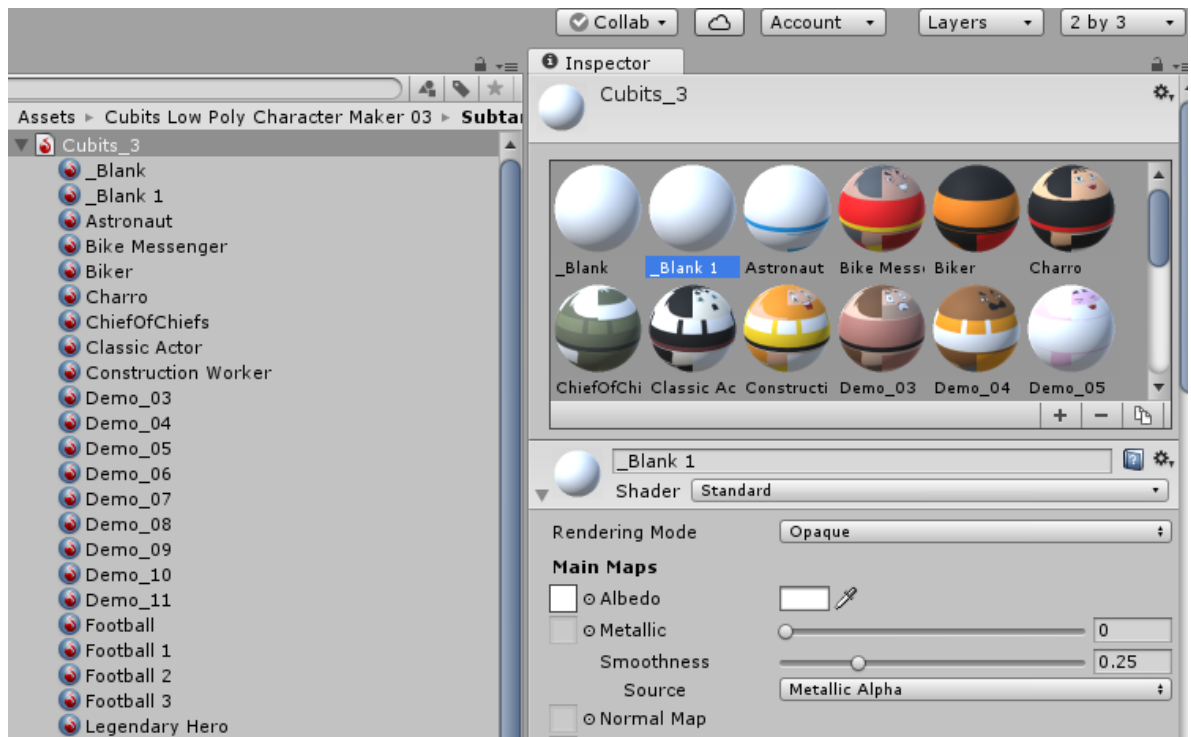 Collab
Account
Layers
2 by 3
Inspector
Cubits_3
Assets ▸ Cubits Low Poly Character Maker 03 ▸ Subtai
Cubits_3
_Blank
_Blank 1
Astronaut
Bike Messenger
Biker
Charro
ChiefOfChiefs
Classic Actor
Construction Worker
Demo_03
Demo_04
Demo_05
Demo_06
Demo_07
Demo_08
Demo_09
Demo_10
Demo_11
Football
Football 1
Football 2
Football 3
Legendary Hero
_Blank
_Blank 1
Astronaut
Bike Mess
Biker
Charro
ChiefOfChi
Classic Ac
Constructi
Demo_03
Demo_04
Demo_05
_Blank 1
Shader Standard
Rendering Mode Opaque
Main Maps
Albedo
Metallic 0
Smoothness 0.25
Source Metallic Alpha
Normal Map